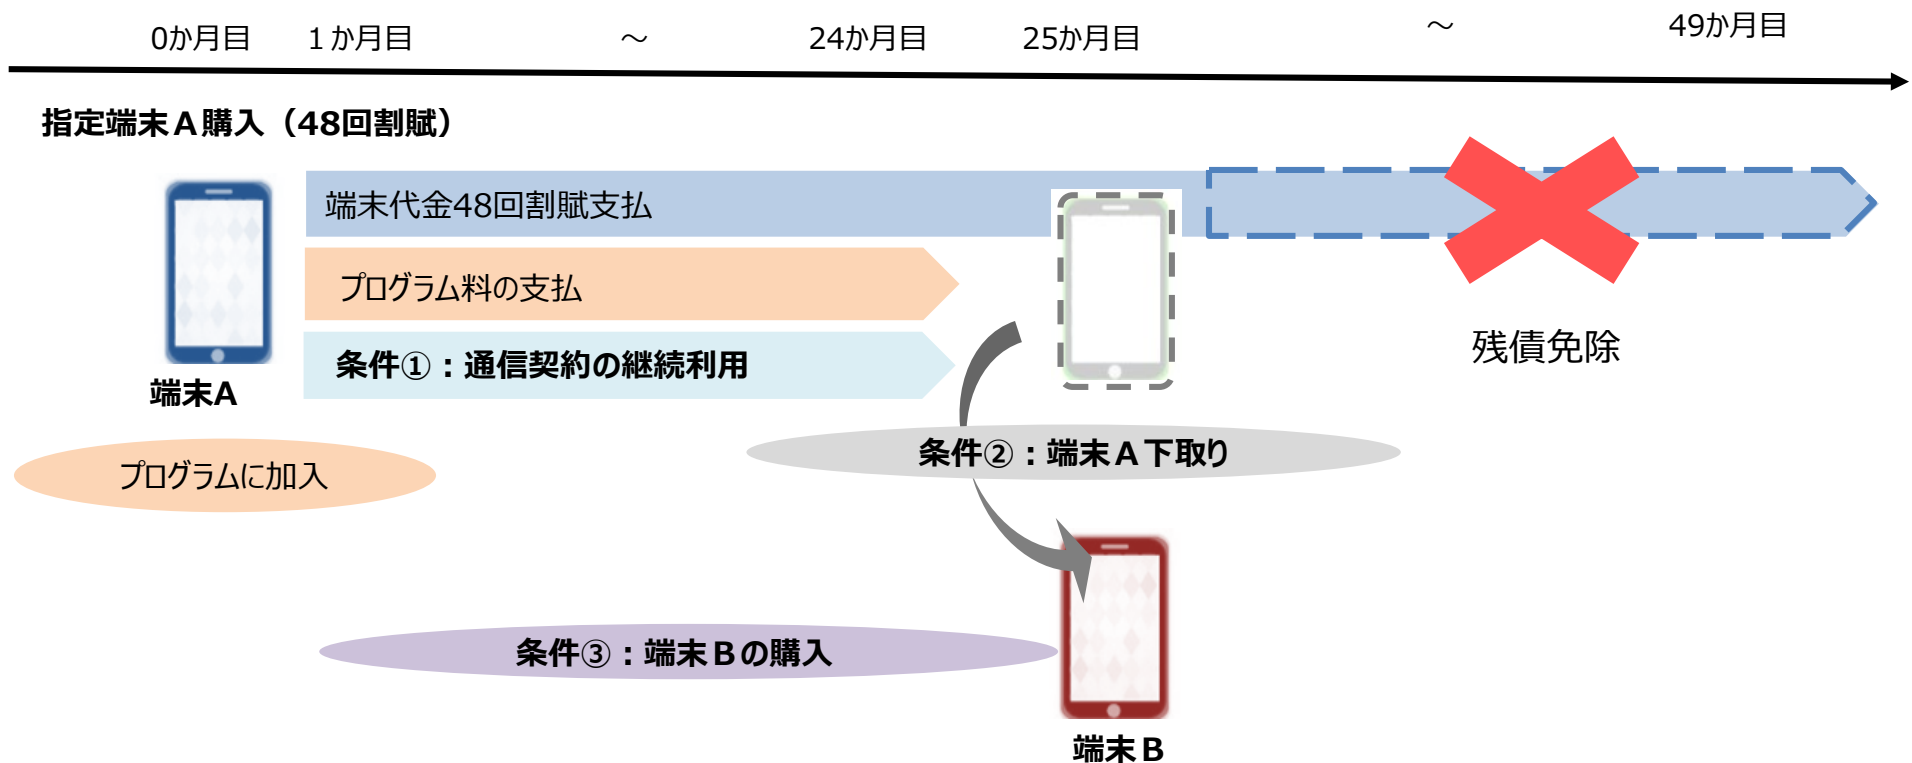 0か月目
１か月目
～
24か月目
25か月目
～
49か月目
指定端末Ａ購入（48回割賦）
端末代金48回割賦支払
プログラム料の支払
条件①：通信契約の継続利用
端末A
残債免除
プログラムに加入
条件②：端末Ａ下取り
条件③：端末Ｂの購入
端末Ｂ